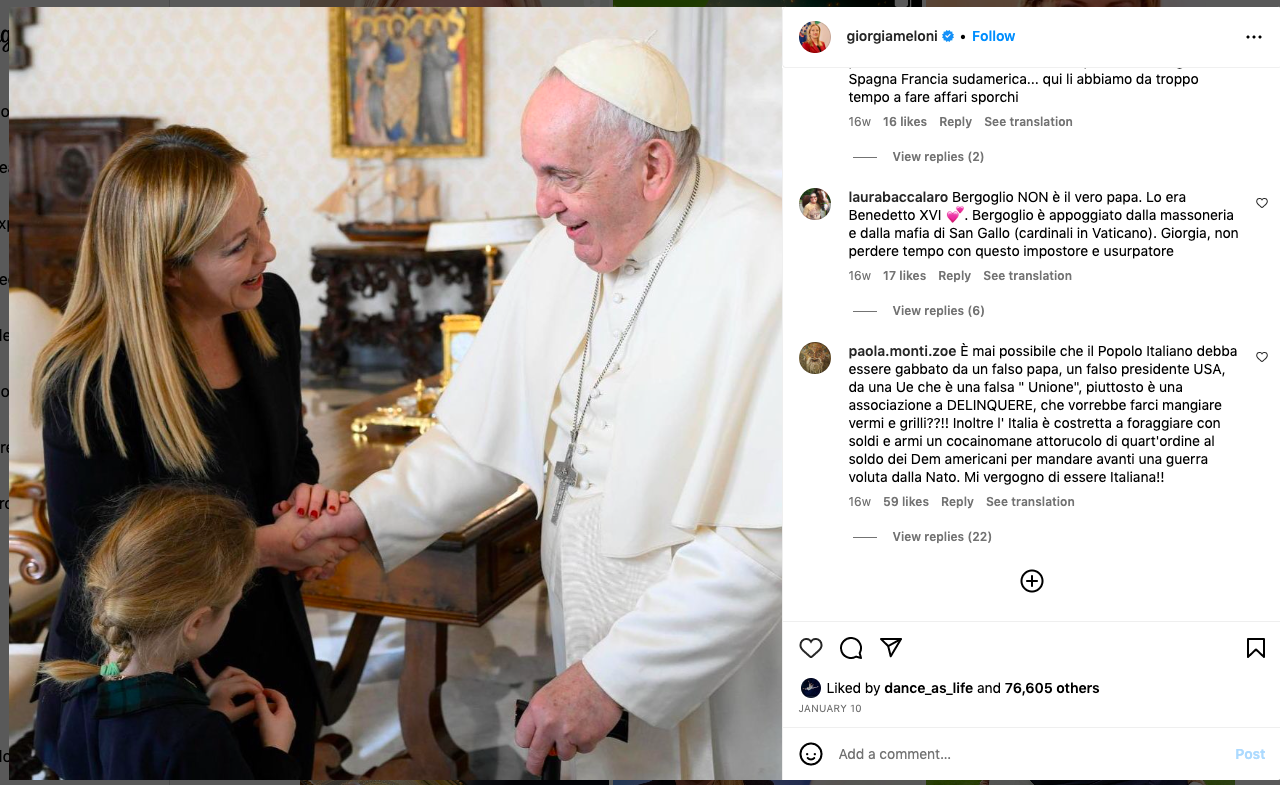 giorgiameloni • Follow
Spagna Francia sudamerica... qui li abbiamo da troppo
tempo a fare affari sporchi
16w 16 likes Reply See translation
View replies (2)
laurabaccalaro Bergoglio NON è il vero papa. Lo era
Benedetto XVI 💕. Bergoglio è appoggiato dalla massoneria
e dalla mafia di San Gallo (cardinali in Vaticano). Giorgia, non
perdere tempo con questo impostore e usurpatore
16w 17 likes Reply See translation
View replies (6)
paola.monti.zoe È mai possibile che il Popolo Italiano debba
essere gabbato da un falso papa, un falso presidente USA,
da una Ue che è una falsa " Unione", piuttosto è una
associazione a DELINQUERE, che vorrebbe farci mangiare
vermi e grilli??!! Inoltre l' Italia è costretta a foraggiare con
soldi e armi un cocainomane attorucolo di quart'ordine al
soldo dei Dem americani per mandare avanti una guerra
voluta dalla Nato. Mi vergogno di essere Italiana!!
16w 59 likes Reply See translation
View replies (22)
Liked by dance_as_life and 76,605 others
JANUARY 10
Add a comment... Post